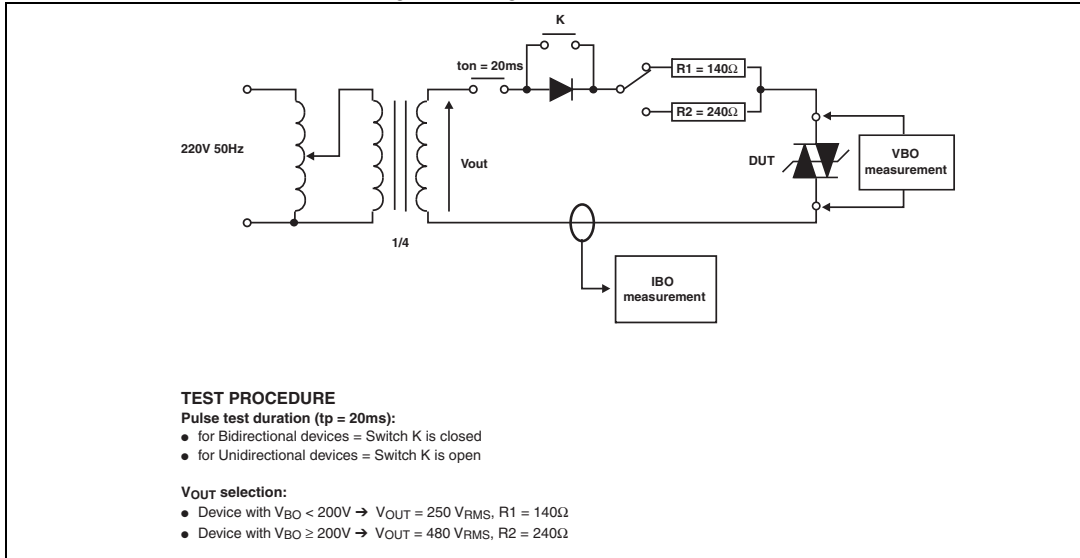 K
ton = 20ms
R1 = 140Ω
R2 = 240Ω
220V 50Hz
Vout
DUT
VBO
measurement
1/4
IBO
measurement
TEST PROCEDURE
Pulse test duration (tp = 20ms):
● for Bidirectional devices = Switch K is closed
● for Unidirectional devices = Switch K is open
VOUT selection:
● Device with VBO < 200V ➔ VOUT = 250 VRMS, R1 = 140Ω
● Device with VBO ≥ 200V ➔ VOUT = 480 VRMS, R2 = 240Ω